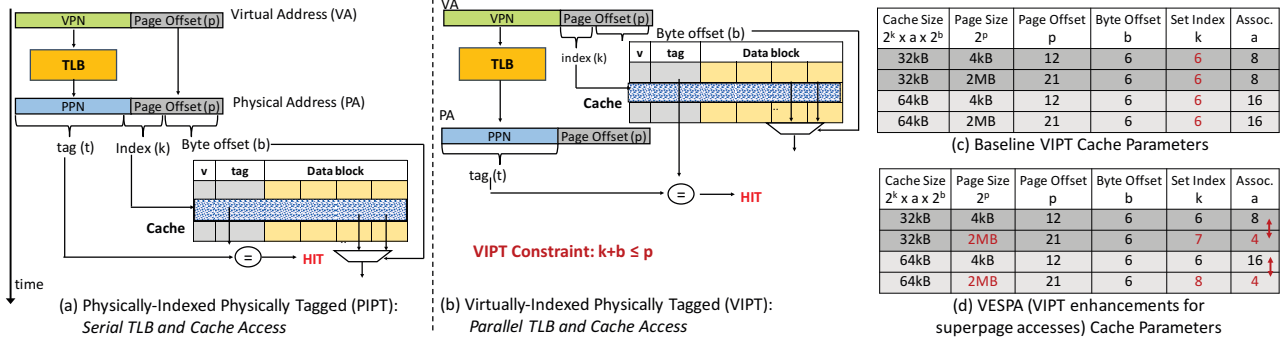 Virtual Address (VA)
VPN
Page Offset (p)
TLB
Physical Address (PA)
PPN
Page Offset (p)
tag (t)
Index (k)
Byte offset (b)
v
tag
Data block
Cache
..
=
HIT
time
(a) Physically-Indexed Physically Tagged (PIPT):
Serial TLB and Cache Access
VA
VPN
Page Offset (p)
Byte offset (b)
TLB
index(k)
v
tag
Data block
Cache
..
PA
PPN
Page Offset (p)
tag (t)
=
HIT
VIPT Constraint: k+b ≤ p
(b) Virtually-Indexed Physically Tagged (VIPT):
Parallel TLB and Cache Access
Cache Size Page Size Page Offset Byte Offset Set Index Assoc.
2^k x a x 2^b 2^p p b k a
32kB 4kB 12 6 6 8
32kB 2MB 21 6 6 8
64kB 4kB 12 6 6 16
64kB 2MB 21 6 6 16
(c) Baseline VIPT Cache Parameters
Cache Size Page Size Page Offset Byte Offset Set Index Assoc.
2^k x a x 2^b 2^p p b k a
32kB 4kB 12 6 6 8
32kB 2MB 21 6 7 4
64kB 4kB 12 6 6 16
64kB 2MB 21 6 8 4
(d) VESPA (VIPT enhancements for
superpage accesses) Cache Parameters